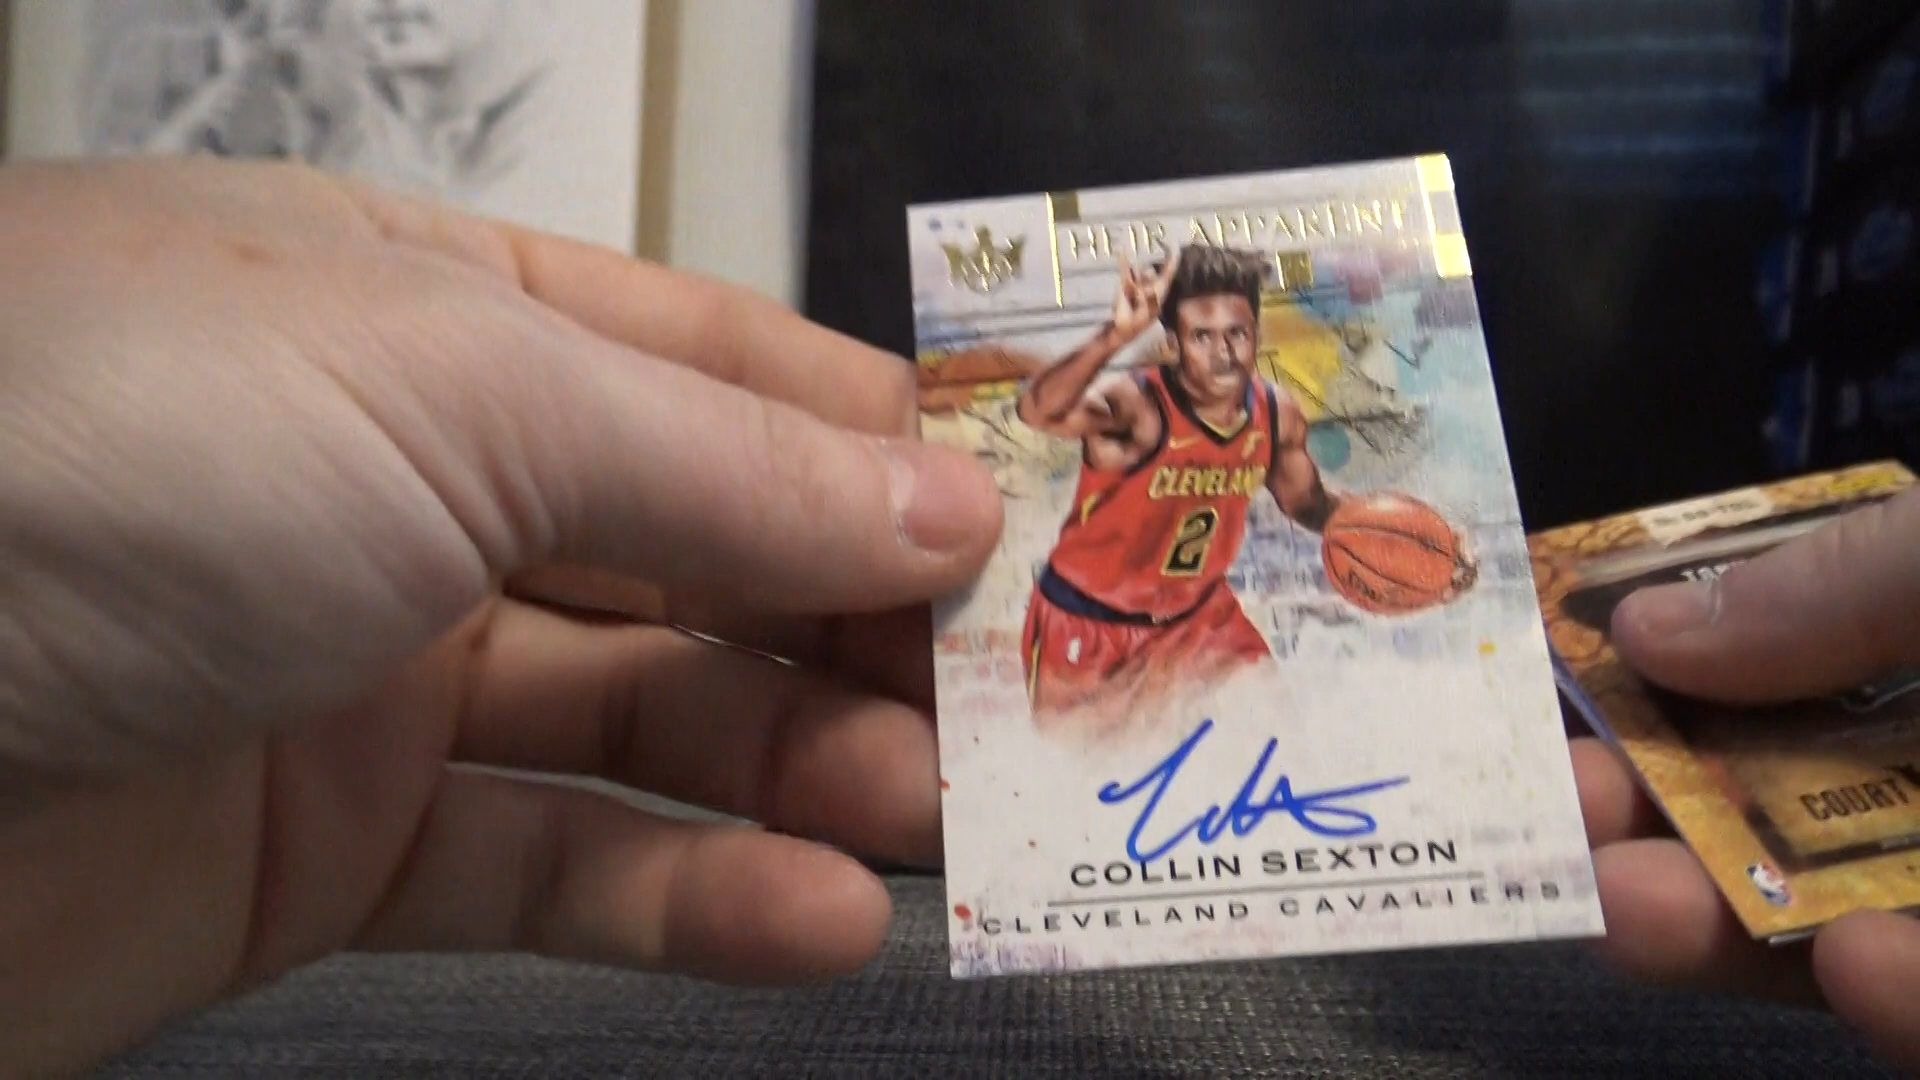 HEIR APPARENT
CLEVELAND
2
COLLIN SEXTON
CLEVELAND CAVALIERS
COURT